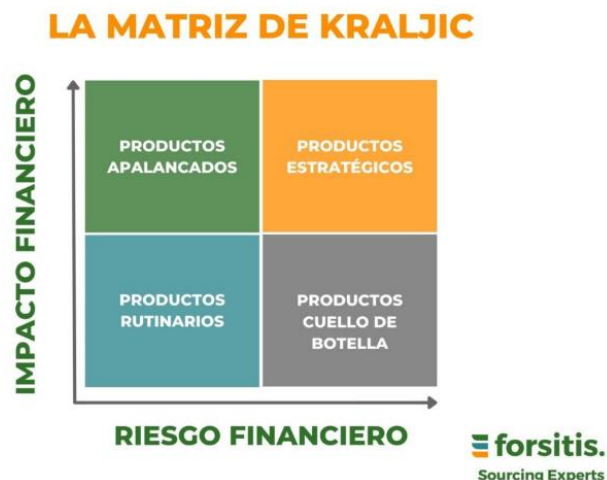 LA MATRIZ DE KRALJIC
IMPACTO FINANCIERO
PRODUCTOS
APALANCADOS
PRODUCTOS
ESTRATÉGICOS
PRODUCTOS
RUTINARIOS
PRODUCTOS
CUELLO DE
BOTELLA
RIESGO FINANCIERO
forsitis.
Sourcing Experts